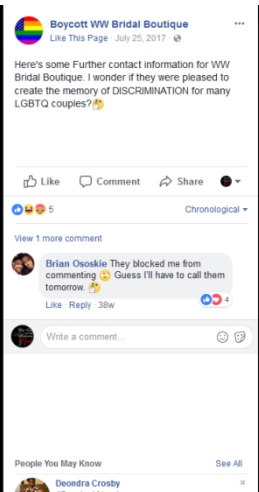 Boycott WW Bridal Boutique
Like This Page · July 25, 2017 ·
Here's some Further contact information for WW
Bridal Boutique. I wonder if they were pleased to
create the memory of DISCRIMINATION for many
LGBTQ couples?🤔
Like Comment Share
5 Chronological
View 1 more comment
Brian Ososkie They blocked me from
commenting 🙄 Guess I'll have to call them
tomorrow. 🤔
Like · Reply · 38w 4
Write a comment...
People You May Know See All
Deondra Crosby